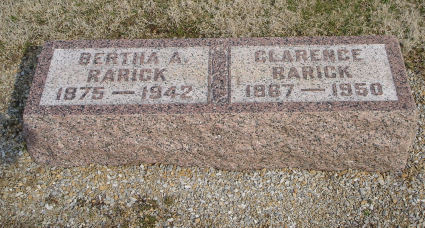 BERTHA A.
RARICK
1875 — 1942
CLARENCE
RARICK
1867 — 1950